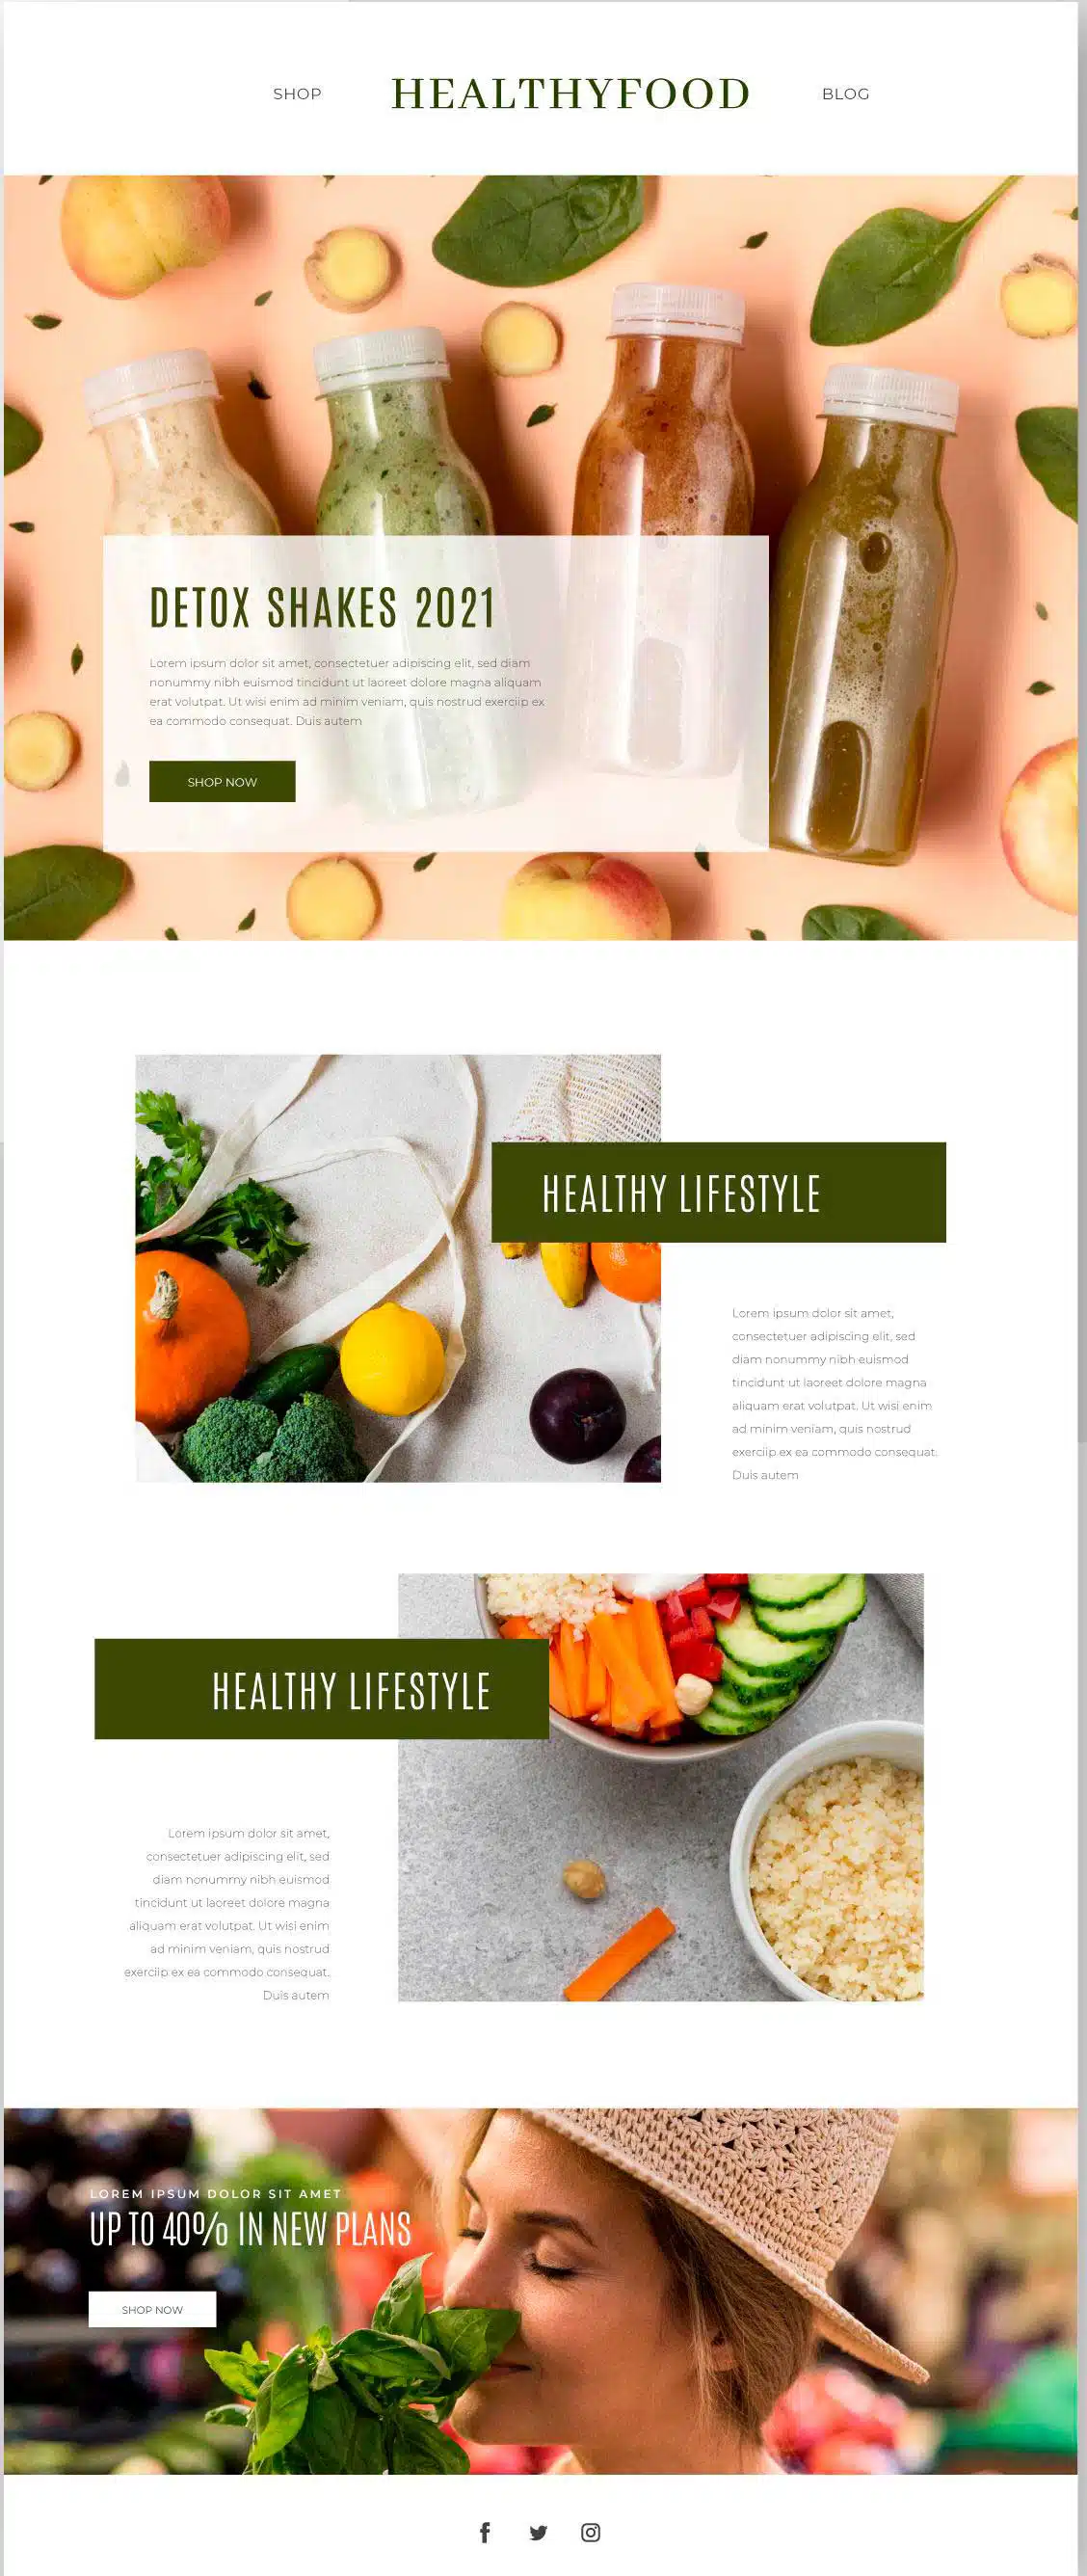 SHOP
HEALTHYFOOD
BLOG
DETOX SHAKES 2021
Lorem ipsum dolor sit amet, consectetuer adipiscing elit, sed diam
nonummy nibh euismod tincidunt ut laoreet dolore magna aliquam
erat volutpat. Ut wisi enim ad minim veniam, quis nostrud exerciip ex
ea commodo consequat. Duis autem
SHOP NOW
HEALTHY LIFESTYLE
Lorem ipsum dolor sit amet,
consectetuer adipiscing elit, sed
diam nonummy nibh euismod
tincidunt ut laoreet dolore magna
aliquam erat volutpat. Ut wisi enim
ad minim veniam, quis nostrud
exerciip ex ea commodo consequat.
Duis autem
HEALTHY LIFESTYLE
Lorem ipsum dolor sit amet,
consectetuer adipiscing elit, sed
diam nonummy nibh euismod
tincidunt ut laoreet dolore magna
aliquam erat volutpat. Ut wisi enim
ad minim veniam, quis nostrud
exerciip ex ea commodo consequat.
Duis autem
LOREM IPSUM DOLOR SIT AMET
UP TO 40% IN NEW PLANS
SHOP NOW